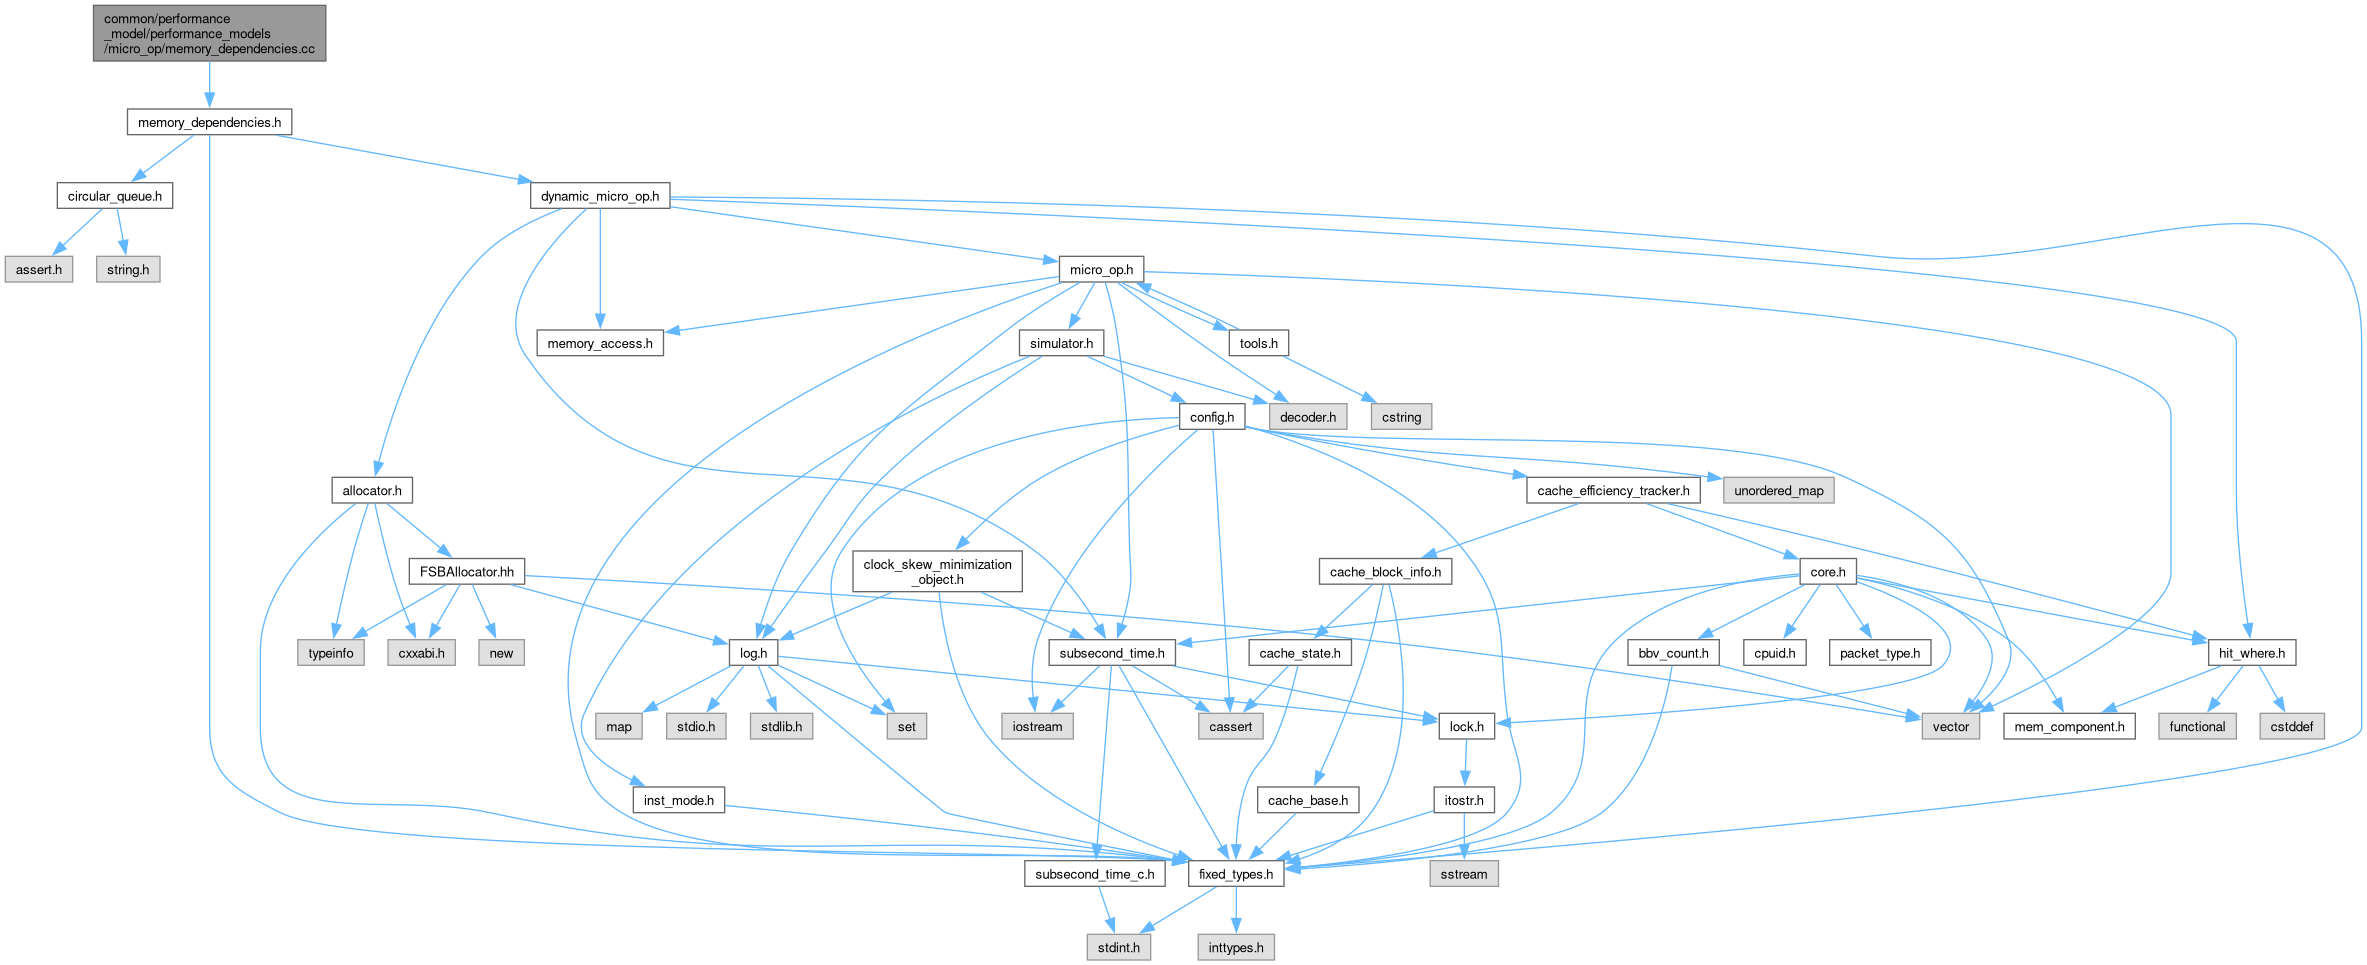 common/performance
_model/performance_models
/micro_op/memory_dependencies.cc
memory_dependencies.h
circular_queue.h
dynamic_micro_op.h
assert.h
string.h
micro_op.h
memory_access.h
simulator.h
tools.h
config.h
decoder.h
cstring
allocator.h
cache_efficiency_tracker.h
unordered_map
FSBAllocator.hh
clock_skew_minimization
_object.h
cache_block_info.h
core.h
typeinfo
cxxabi.h
new
log.h
subsecond_time.h
cache_state.h
bbv_count.h
cpuid.h
packet_type.h
hit_where.h
map
stdio.h
stdlib.h
set
iostream
cassert
lock.h
vector
mem_component.h
functional
cstddef
inst_mode.h
cache_base.h
itostr.h
subsecond_time_c.h
fixed_types.h
sstream
stdint.h
inttypes.h